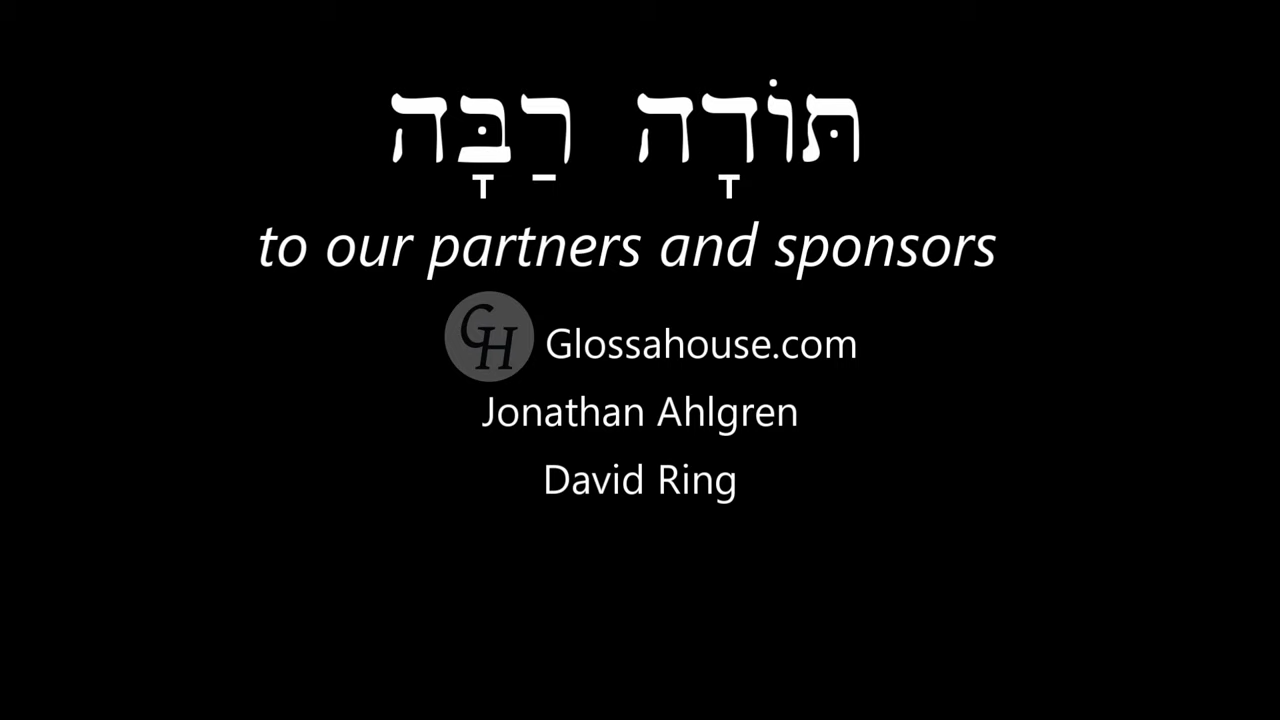 תּוֹדָה רַבָּה
to our partners and sponsors
GH Glossahouse.com
Jonathan Ahlgren
David Ring